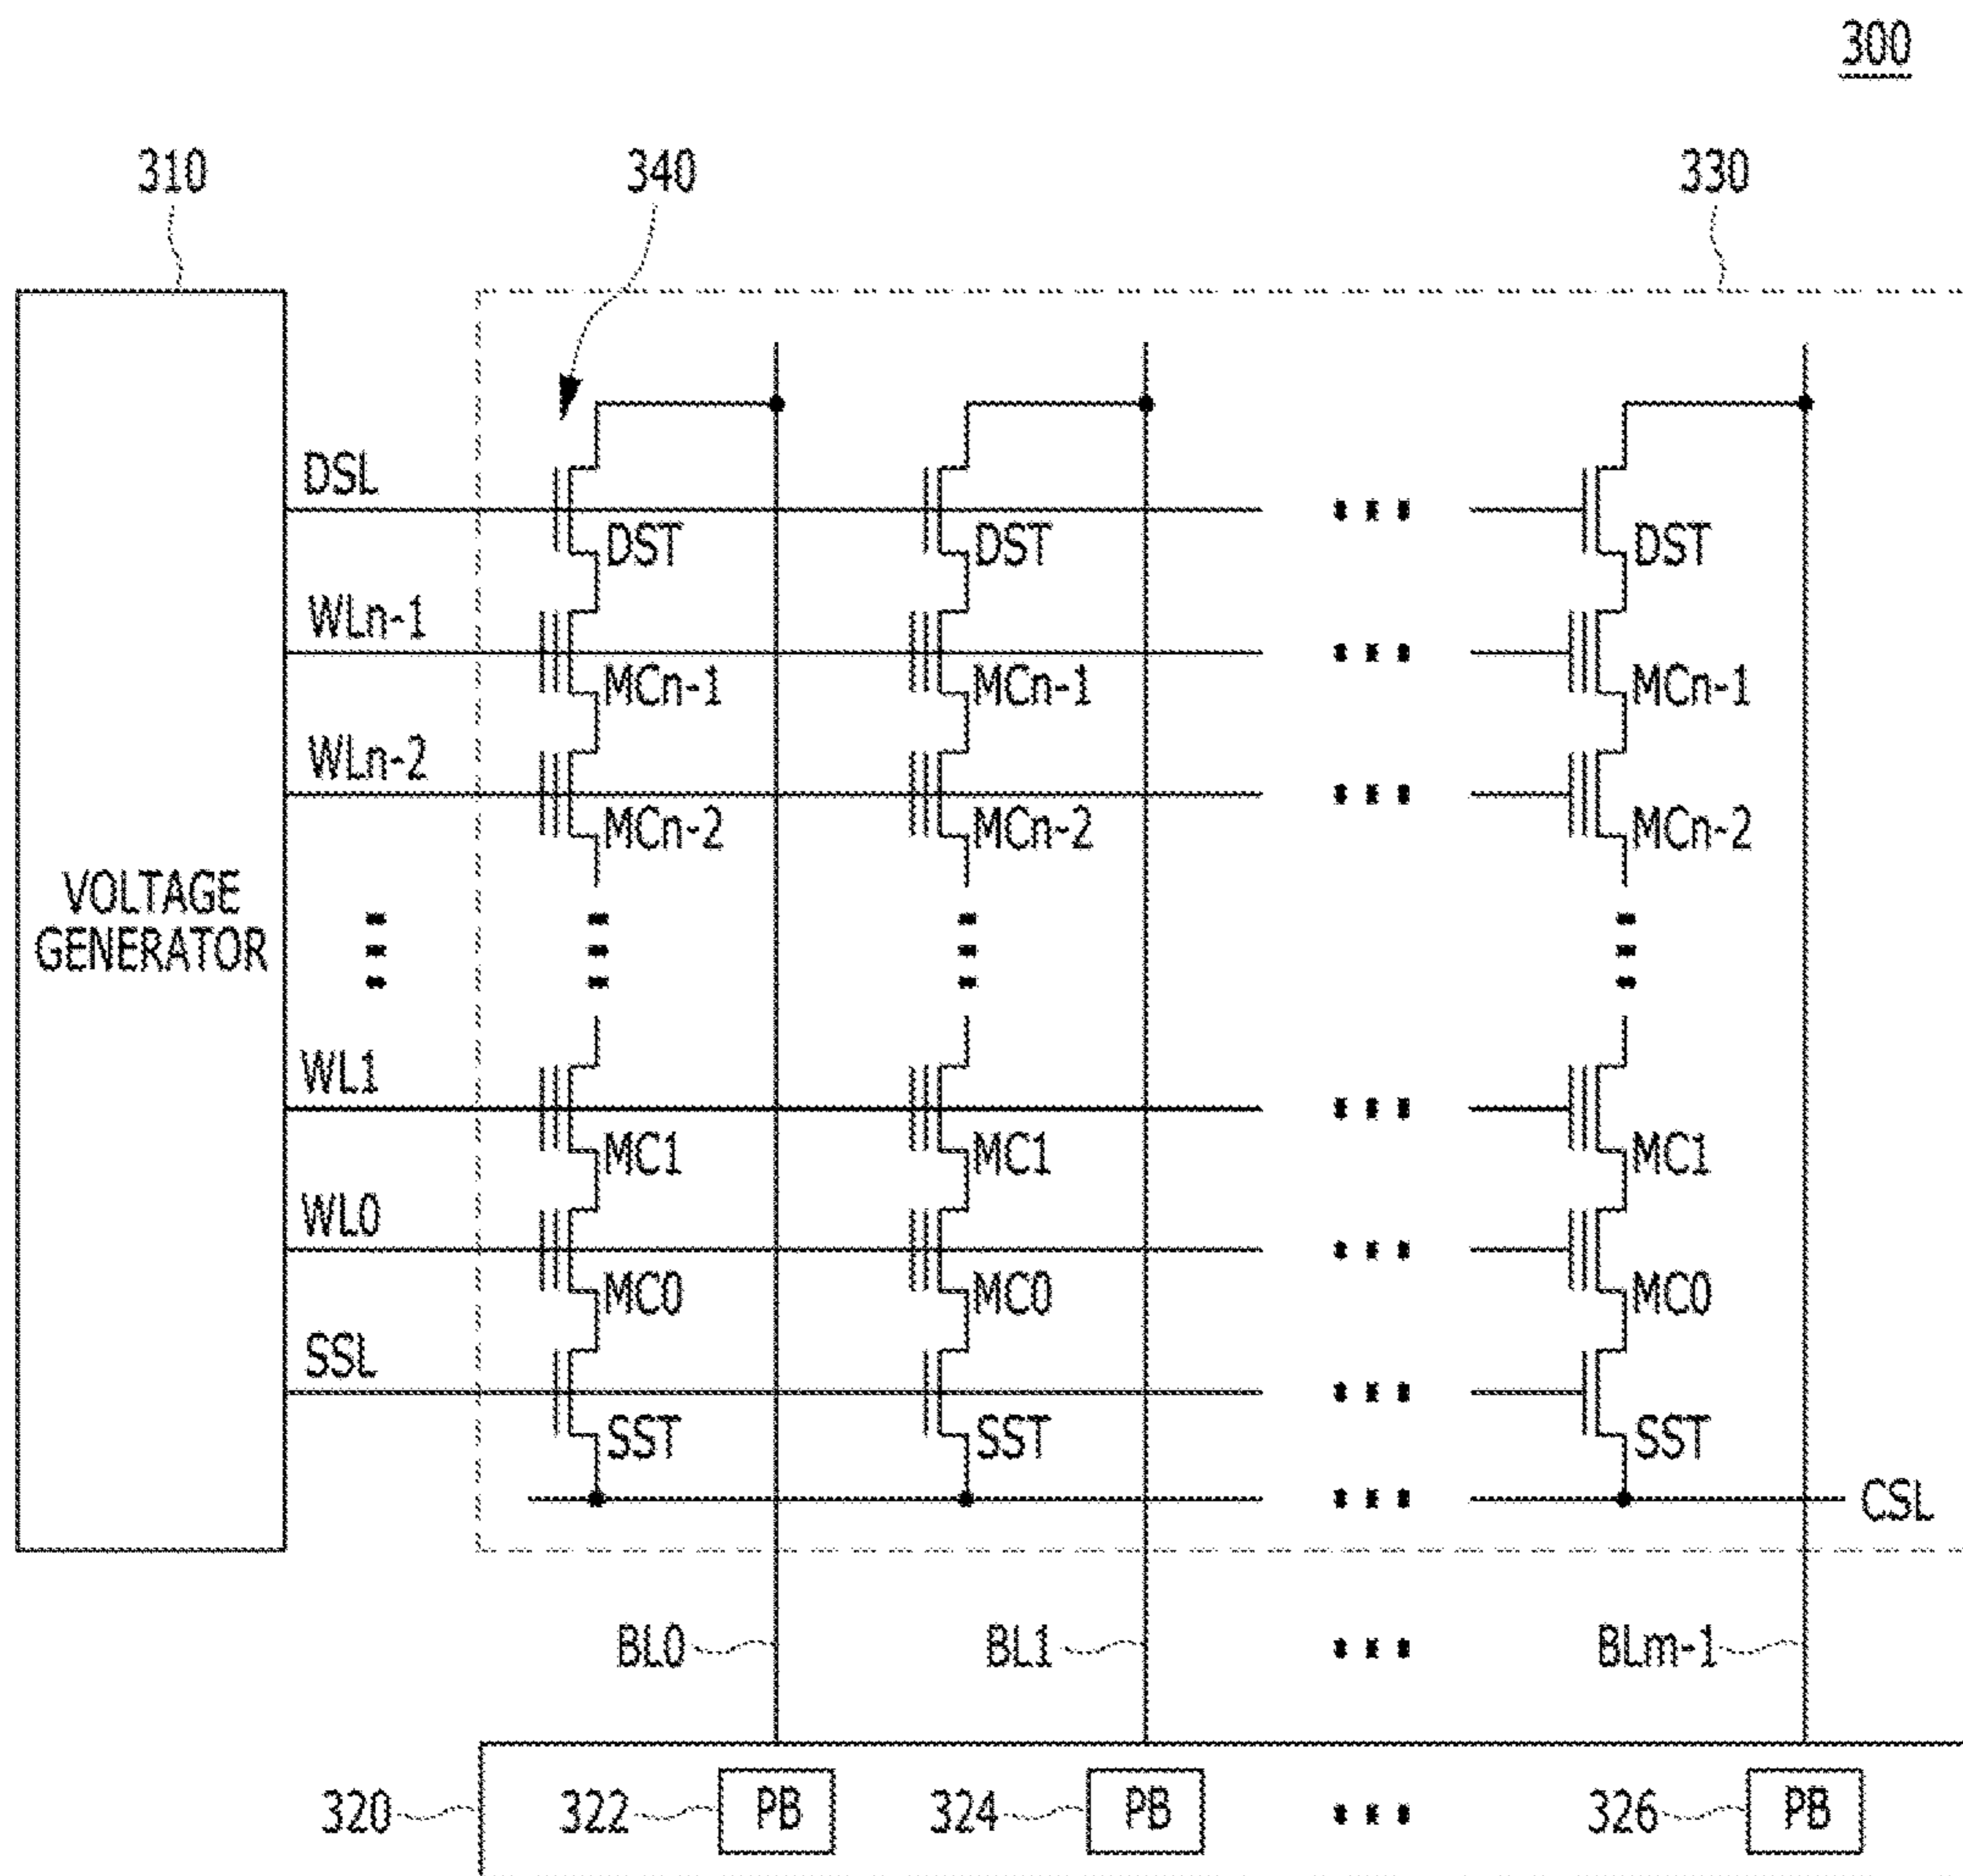 300
310 340 330
DSL
DST DST DST
WLn-1
MCn-1 MCn-1 MCn-1
WLn-2
MCn-2 MCn-2 MCn-2
VOLTAGE
GENERATOR
WL1
MC1 MC1 MC1
WL0
MC0 MC0 MC0
SSL
SST SST SST
CSL
BL0 BL1 BLm-1
320 322 PB 324 PB 326 PB